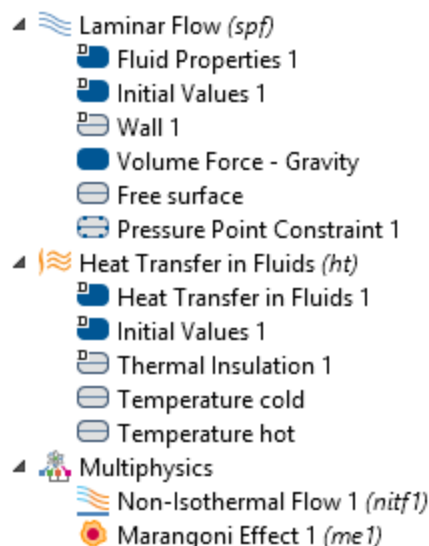 Laminar Flow (spf)
Fluid Properties 1
Initial Values 1
Wall 1
Volume Force - Gravity
Free surface
Pressure Point Constraint 1
Heat Transfer in Fluids (ht)
Heat Transfer in Fluids 1
Initial Values 1
Thermal Insulation 1
Temperature cold
Temperature hot
Multiphysics
Non-Isothermal Flow 1 (nitf1)
Marangoni Effect 1 (me1)